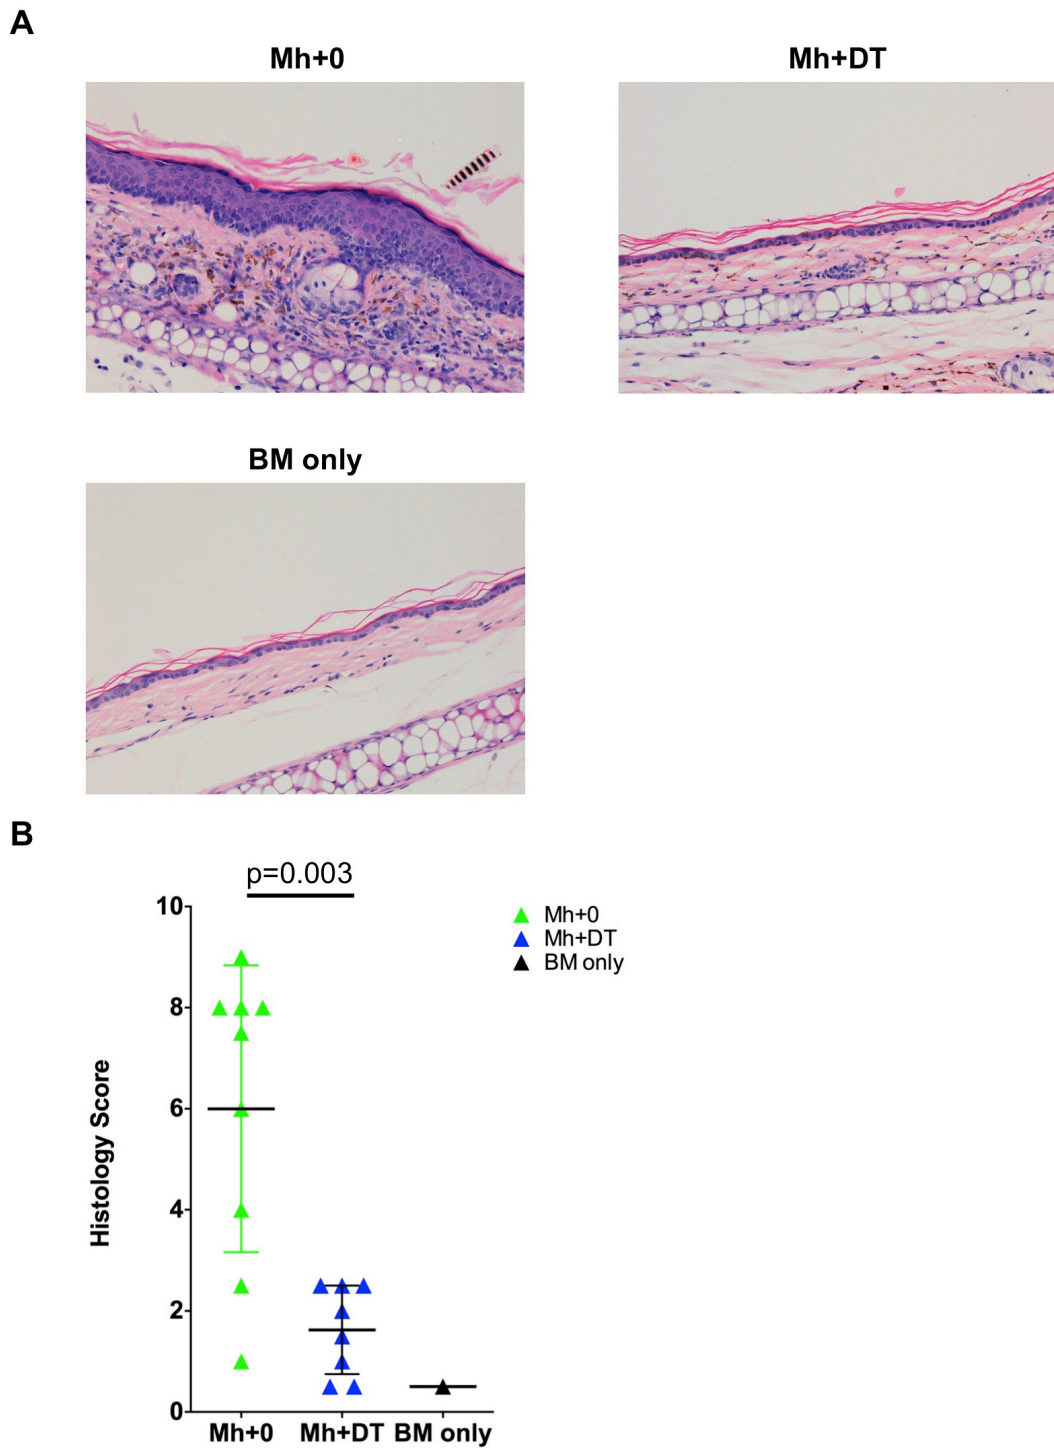 A
Mh+0
Mh+DT
BM only
B
p=0.003
10
8
6
4
2
0
Histology Score
Mh+0
Mh+DT
BM only
Mh+0 Mh+DT BM only